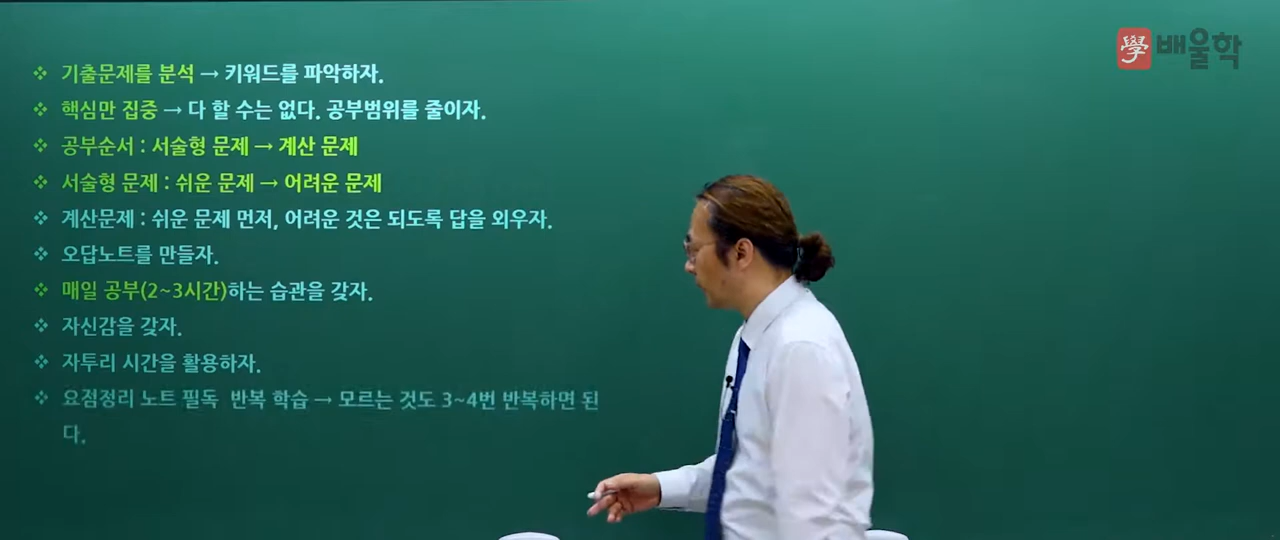 學 배울학
❖ 기출문제를 분석 → 키워드를 파악하자.
❖ 핵심만 집중 → 다 할 수는 없다. 공부범위를 줄이자.
❖ 공부순서 : 서술형 문제 → 계산 문제
❖ 서술형 문제 : 쉬운 문제 → 어려운 문제
❖ 계산문제 : 쉬운 문제 먼저, 어려운 것은 되도록 답을 외우자.
❖ 오답노트를 만들자.
❖ 매일 공부(2~3시간)하는 습관을 갖자.
❖ 자신감을 갖자.
❖ 자투리 시간을 활용하자.
❖ 요점정리 노트 필독 반복 학습 → 모르는 것도 3~4번 반복하면 된
다.